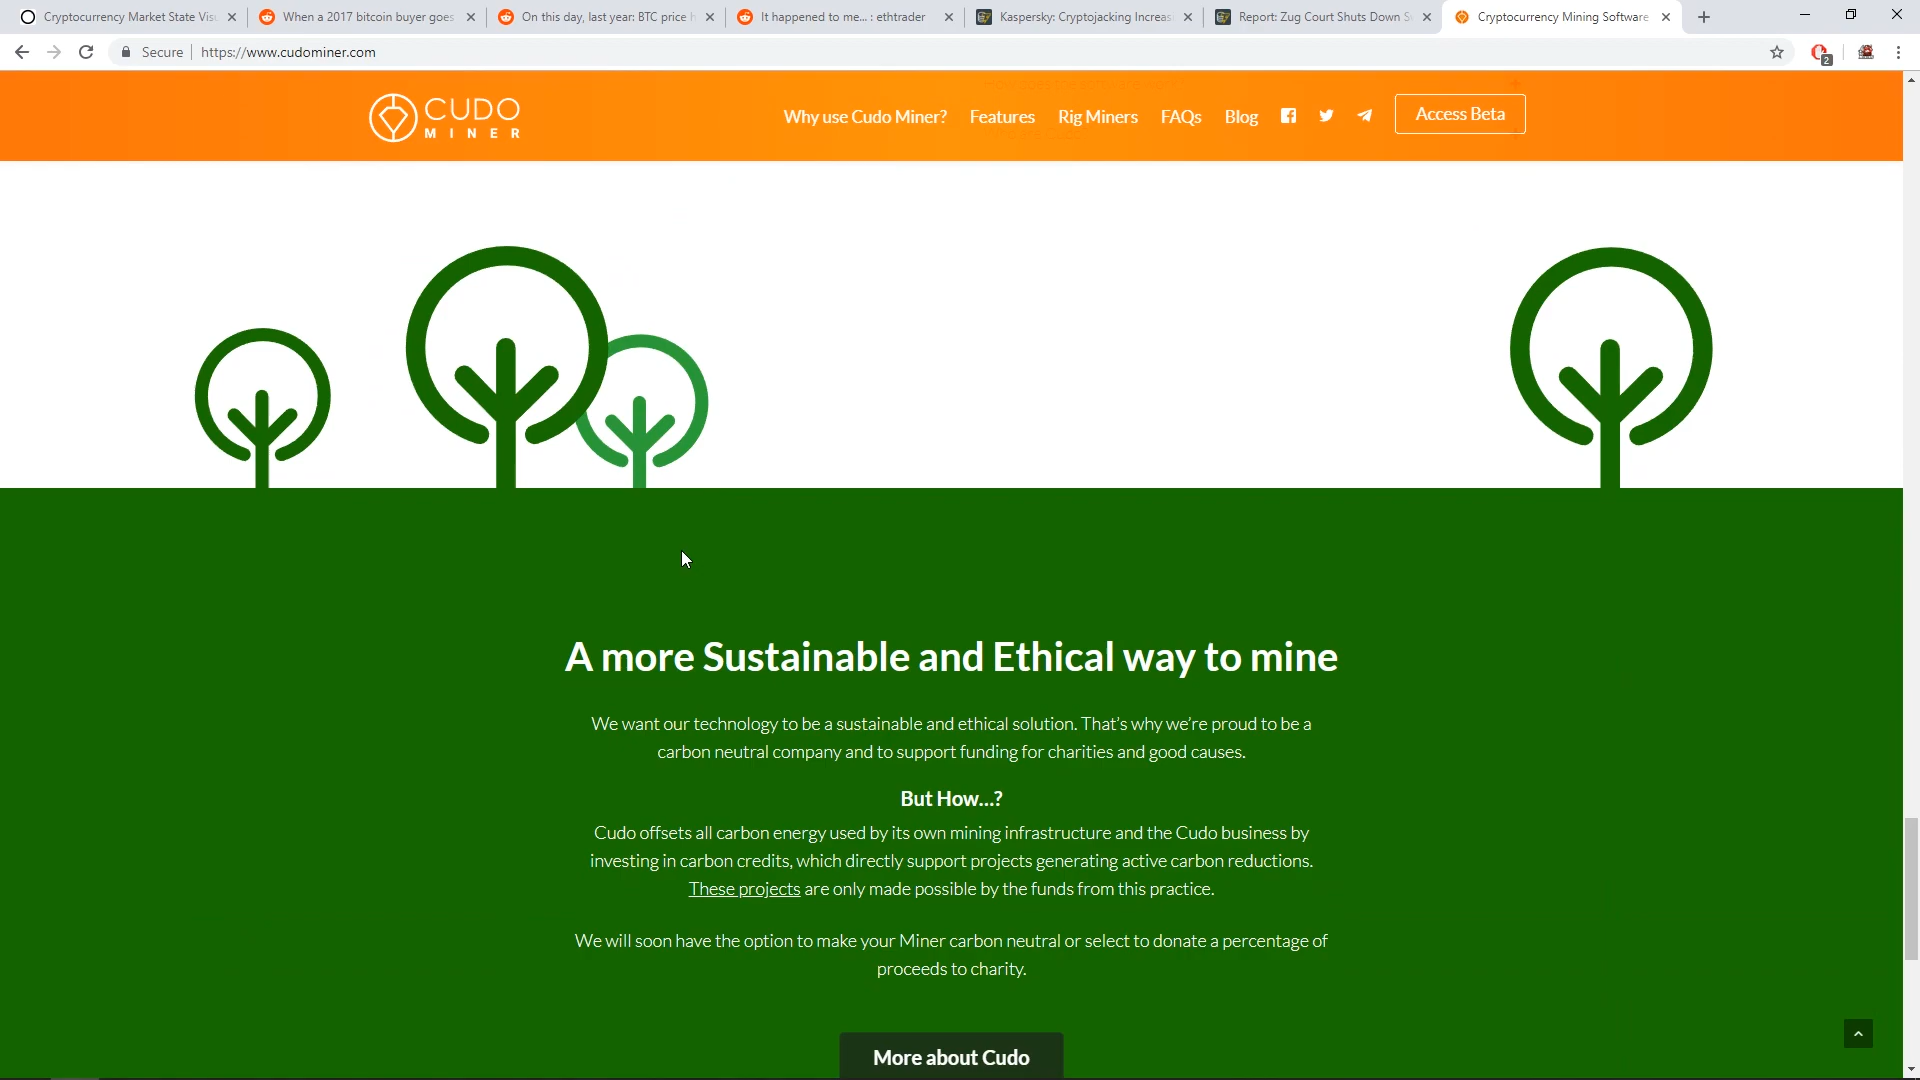 Cryptocurrency Market State Vis
When a 2017 bitcoin buyer goes
On this day, last year: BTC price h
It happened to me... : ethtrader
Kaspersky: Cryptojacking Increas
Report: Zug Court Shuts Down S
Cryptocurrency Mining Software
Secure
https://www.cudominer.com
2
CUDO
MINER
Why use Cudo Miner?
Features
Rig Miners
FAQs
Blog
Access Beta
A more Sustainable and Ethical way to mine
We want our technology to be a sustainable and ethical solution. That's why we're proud to be a
carbon neutral company and to support funding for charities and good causes.
But How...?
Cudo offsets all carbon energy used by its own mining infrastructure and the Cudo business by
investing in carbon credits, which directly support projects generating active carbon reductions.
These projects are only made possible by the funds from this practice.
We will soon have the option to make your Miner carbon neutral or select to donate a percentage of
proceeds to charity.
More about Cudo